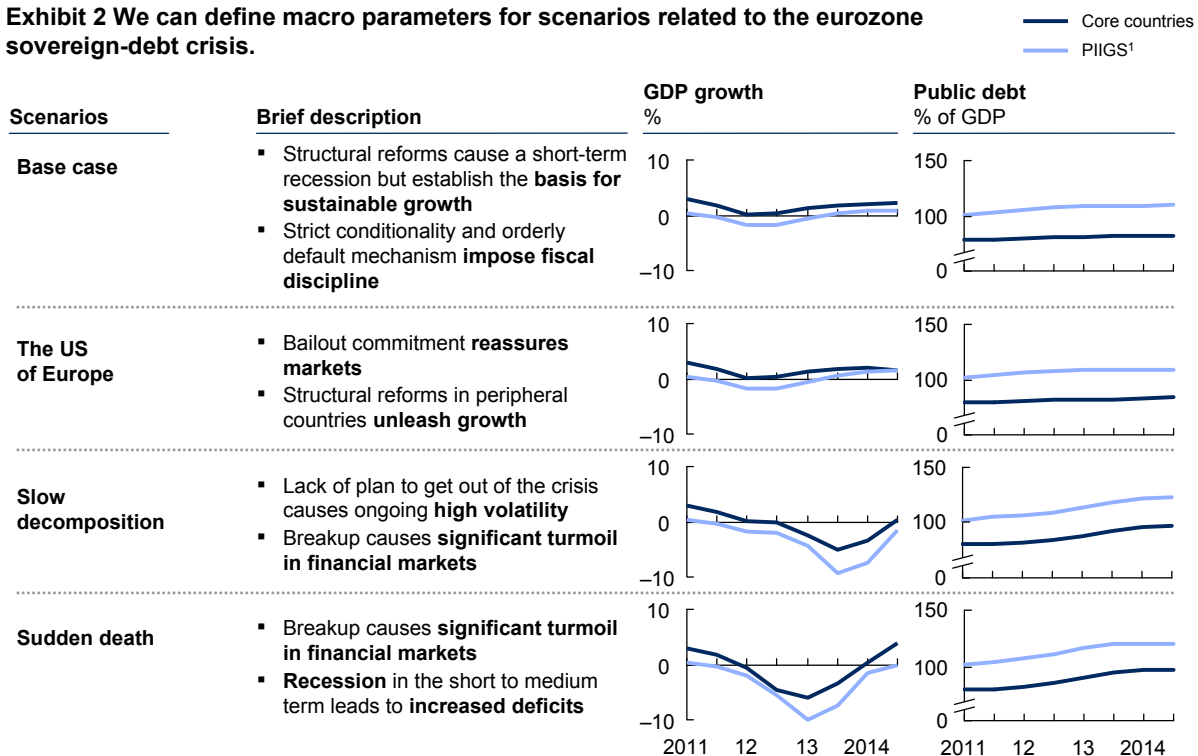 Exhibit 2 We can define macro parameters for scenarios related to the eurozone
sovereign-debt crisis.
Core countries
PIIGS¹
Scenarios
Brief description
GDP growth
%
Public debt
% of GDP
Base case
▪ Structural reforms cause a short-term
recession but establish the basis for
sustainable growth
▪ Strict conditionality and orderly
default mechanism impose fiscal
discipline
10
0
–10
150
100
0
The US
of Europe
▪ Bailout commitment reassures
markets
▪ Structural reforms in peripheral
countries unleash growth
10
0
–10
150
100
0
Slow
decomposition
▪ Lack of plan to get out of the crisis
causes ongoing high volatility
▪ Breakup causes significant turmoil
in financial markets
10
0
–10
150
100
0
Sudden death
▪ Breakup causes significant turmoil
in financial markets
▪ Recession in the short to medium
term leads to increased deficits
10
0
–10
150
100
0
2011 12 13 2014
2011 12 13 2014